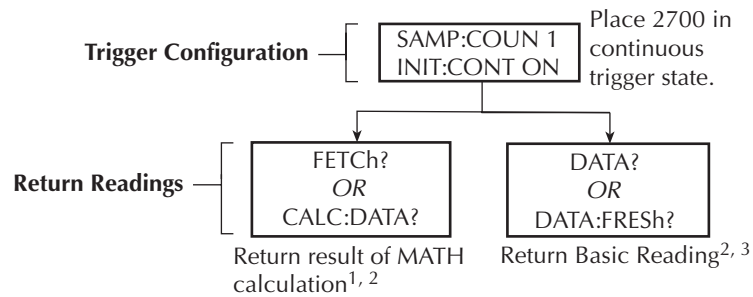 Trigger Configuration
SAMP:COUN 1
INIT:CONT ON
Place 2700 in
continuous
trigger state.
Return Readings
FETCh?
OR
CALC:DATA?
Return result of MATH
calculation1, 2
DATA?
OR
DATA:FRESh?
Return Basic Reading2, 3